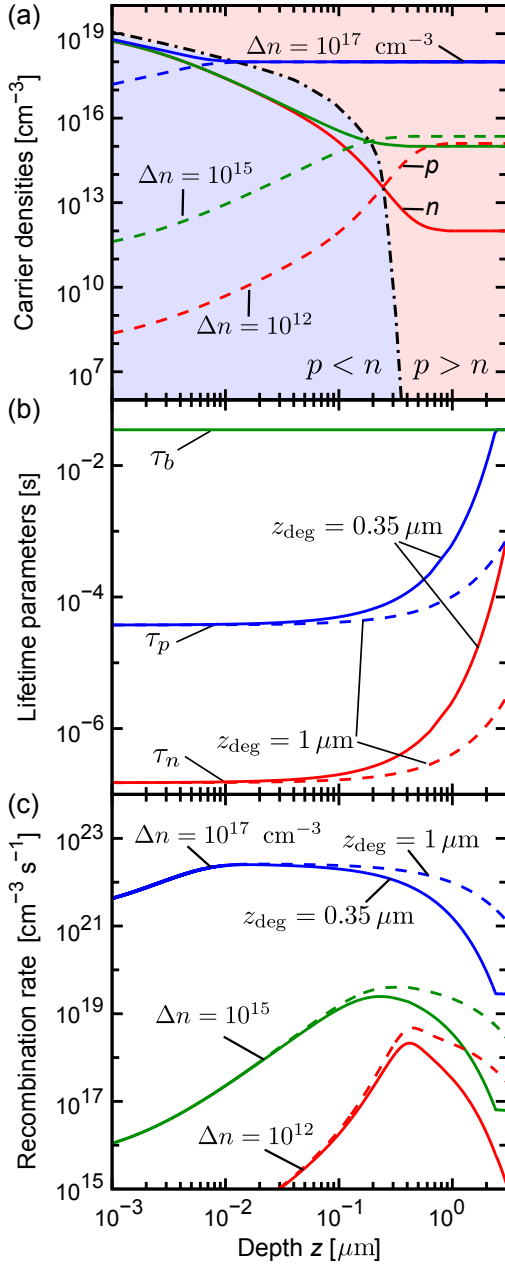 (a)
Carrier densities [cm⁻³]
10¹⁹
10¹⁶
10¹³
10¹⁰
10⁷
Δn = 10¹⁷ cm⁻³
Δn = 10¹⁵
Δn = 10¹²
p
n
p < n
p > n
(b)
Lifetime parameters [s]
10⁻²
10⁻⁴
10⁻⁶
τ_b
z_deg = 0.35 μm
τ_p
z_deg = 1 μm
τ_n
(c)
Recombination rate [cm⁻³ s⁻¹]
10²³
10²¹
10¹⁹
10¹⁷
10¹⁵
Δn = 10¹⁷ cm⁻³
z_deg = 1 μm
z_deg = 0.35 μm
Δn = 10¹⁵
Δn = 10¹²
10⁻³
10⁻²
10⁻¹
10⁰
Depth z [μm]